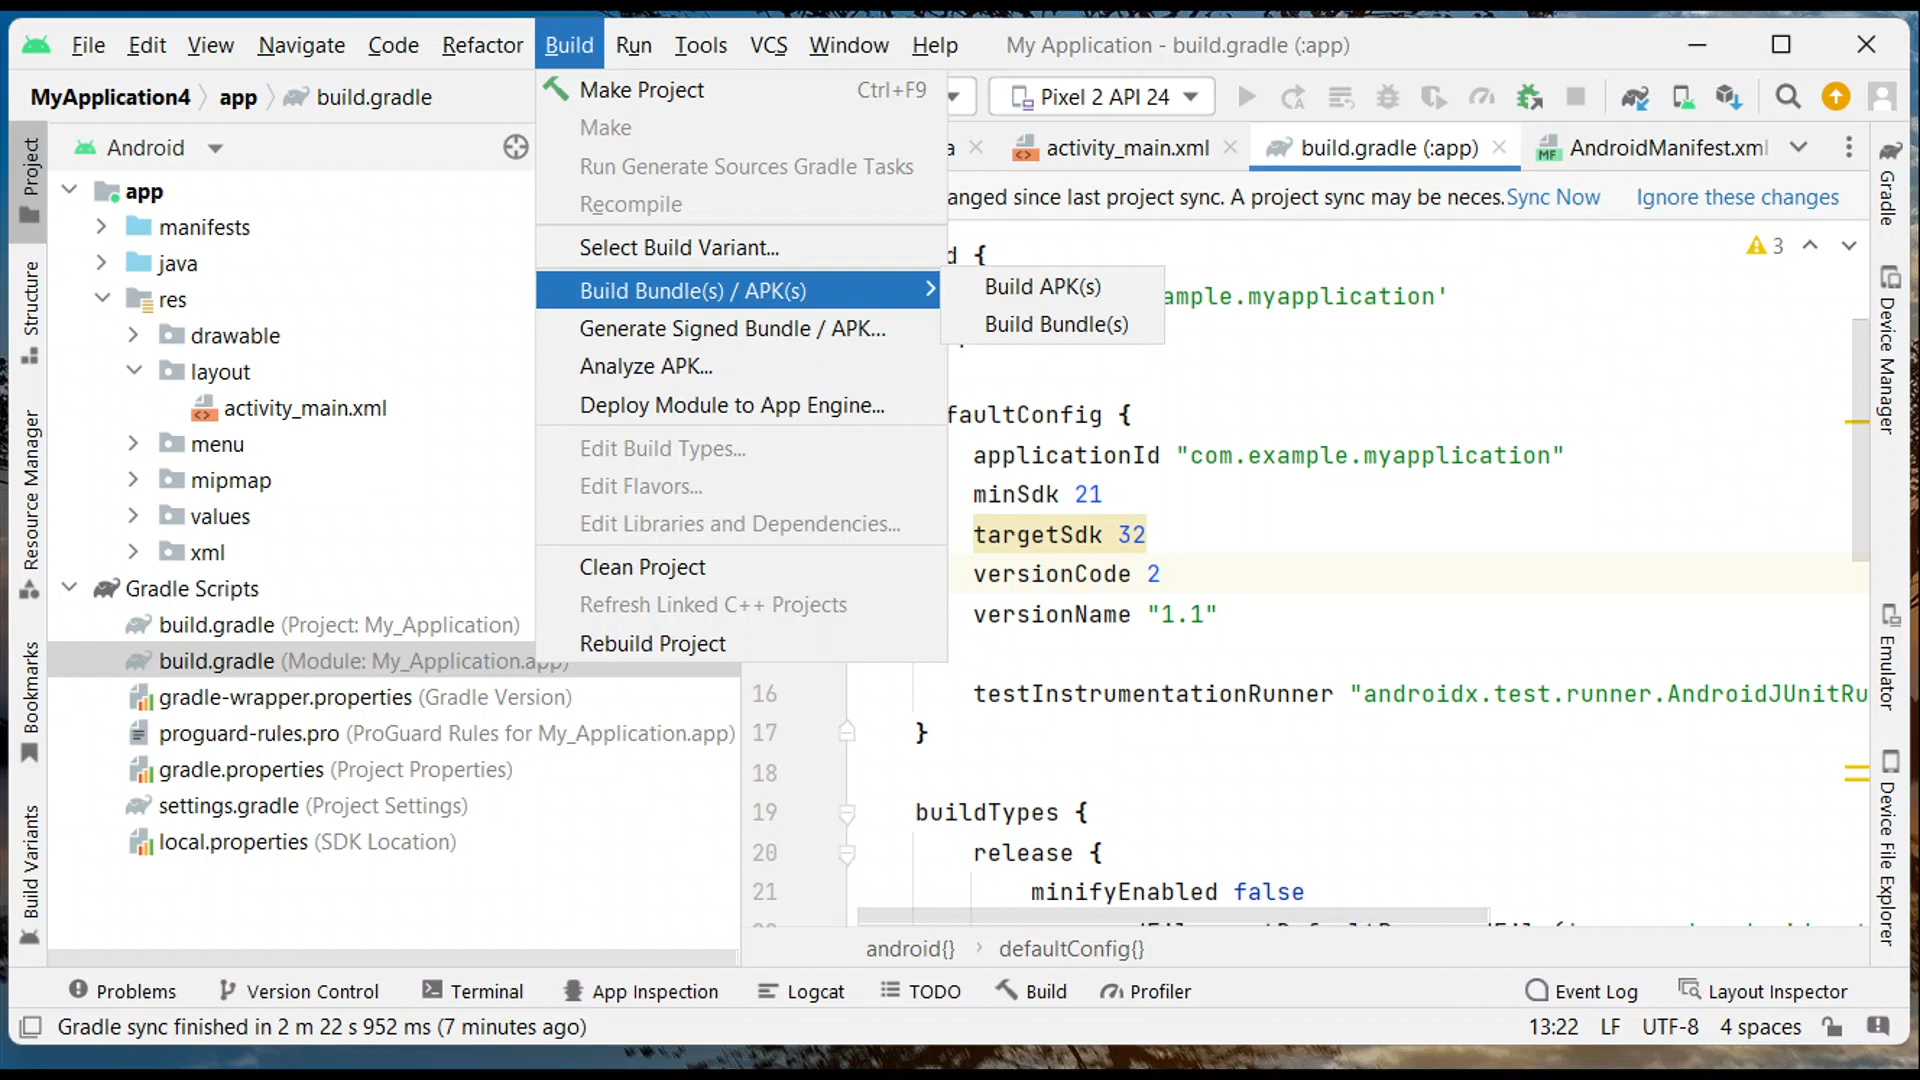 File Edit View Navigate Code Refactor Build Run Tools VCS Window Help My Application - build.gradle (:app)
MyApplication4 app build.gradle
Pixel 2 API 24
Project
Android
activity_main.xml
build.gradle (:app)
AndroidManifest.xml
anged since last project sync. A project sync may be neces. Sync Now Ignore these changes
Make Project Ctrl+F9
Make
Run Generate Sources Gradle Tasks
Recompile
Select Build Variant...
Build Bundle(s) / APK(s)
Generate Signed Bundle / APK...
Analyze APK...
Deploy Module to App Engine...
Edit Build Types...
Edit Flavors...
Edit Libraries and Dependencies...
Clean Project
Refresh Linked C++ Projects
Rebuild Project
Build APK(s)
Build Bundle(s)
app
manifests
java
res
drawable
layout
activity_main.xml
menu
mipmap
values
xml
Gradle Scripts
build.gradle (Project: My_Application)
build.gradle (Module: My_Application.app)
gradle-wrapper.properties (Gradle Version)
proguard-rules.pro (ProGuard Rules for My_Application.app)
gradle.properties (Project Properties)
settings.gradle (Project Settings)
local.properties (SDK Location)
Structure
Resource Manager
Bookmarks
Build Variants
d {
3
ample.myapplication'
faultConfig {
applicationId "com.example.myapplication"
minSdk 21
targetSdk 32
versionCode 2
versionName "1.1"
16 testInstrumentationRunner "androidx.test.runner.AndroidJUnitRu
17 }
18
19 buildTypes {
20 release {
21 minifyEnabled false
android{} defaultConfig{}
Gradle
Device Manager
Emulator
Device File Explorer
Problems Version Control Terminal App Inspection Logcat TODO Build Profiler Event Log Layout Inspector
Gradle sync finished in 2 m 22 s 952 ms (7 minutes ago) 13:22 LF UTF-8 4 spaces